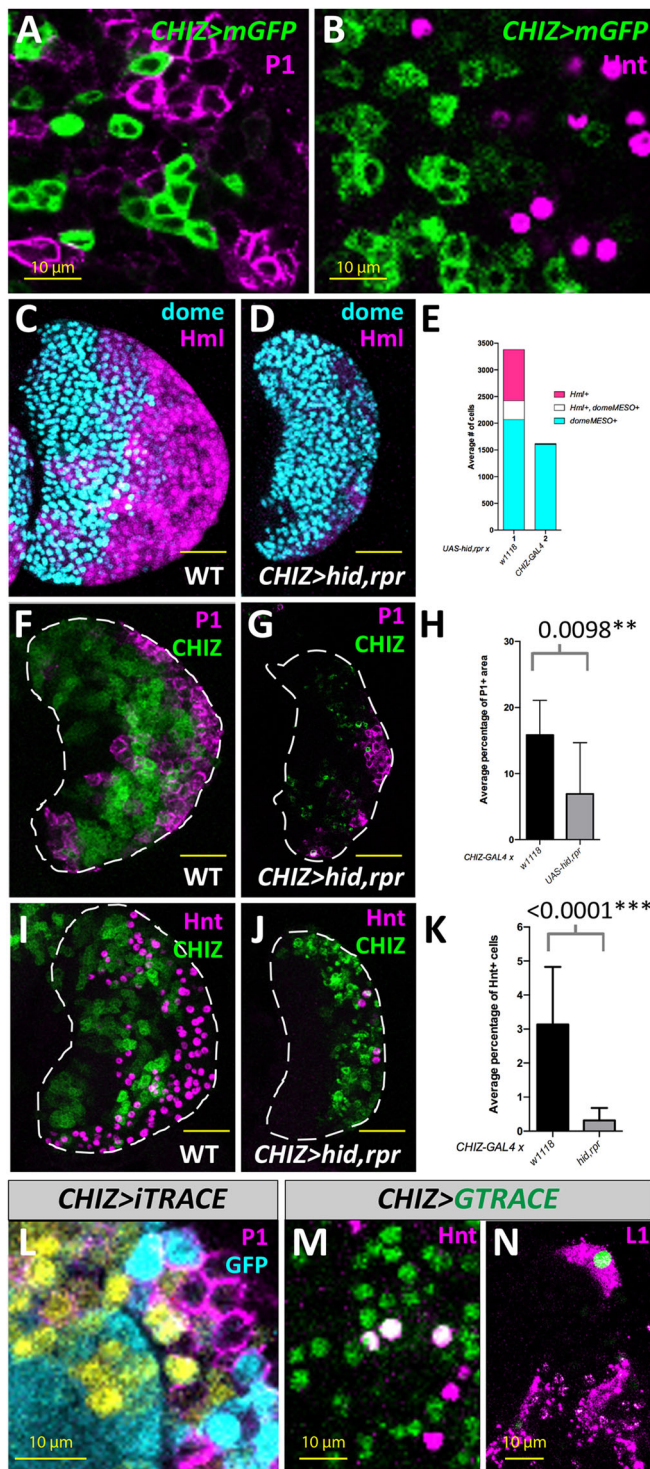 A CHIZ>mGFP
P1
10 µm
B CHIZ>mGFP
Hnt
10 µm
C dome
Hml
WT
D dome
Hml
CHIZ>hid,rpr
E
Average # of cells
3500
3000
2500
2000
1500
1000
500
0
Hml+
Hml+, domeMESO+
domeMESO+
1 2
UAS-hid,rpr x w1118 CHIZ-GAL4
F P1
CHIZ
WT
G P1
CHIZ
CHIZ>hid,rpr
H
0.0098**
Average percentage of P1+ area
30
20
10
0
CHIZ-GAL4 x w1118 UAS-hid.rpr
I Hnt
CHIZ
WT
J Hnt
CHIZ
CHIZ>hid,rpr
K
<0.0001***
Average percentage of Hnt+ cells
6
5
4
3
2
1
0
CHIZ-GAL4 x w1118 hid.rpr
CHIZ>iTRACE
CHIZ>GTRACE
L P1
GFP
10 µm
M Hnt
10 µm
N L1
10 µm